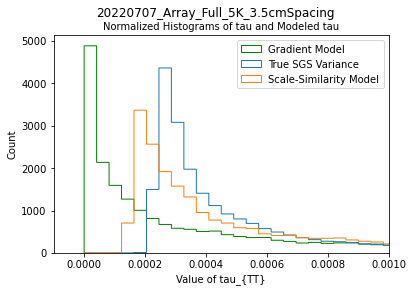 20220707_Array_Full_5K_3.5cmSpacing
Normalized Histograms of tau and Modeled tau
Gradient Model
True SGS Variance
Scale-Similarity Model
Count
5000
4000
3000
2000
1000
0
0.0000 0.0002 0.0004 0.0006 0.0008 0.0010
Value of tau_{TT}